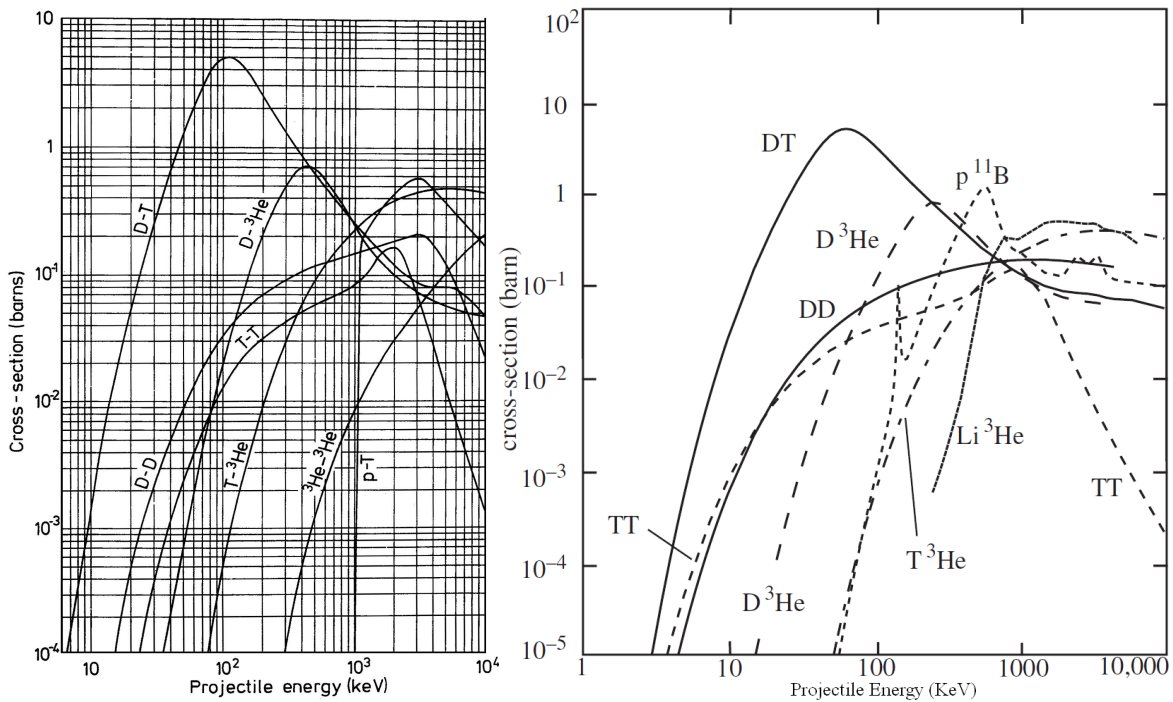 10
1
10⁻¹
10⁻²
10⁻³
10⁻⁴
Cross-section (barns)
D-T
D-³He
T-T
D-D
T-³He
³He-³He
p-T
10
10²
10³
10⁴
Projectile energy (keV)
10²
10
1
10⁻¹
10⁻²
10⁻³
10⁻⁴
10⁻⁵
cross-section (barn)
DT
p ¹¹B
D ³He
DD
Li ³He
TT
TT
T ³He
D ³He
1
10
100
1000
10,000
Projectile Energy (KeV)